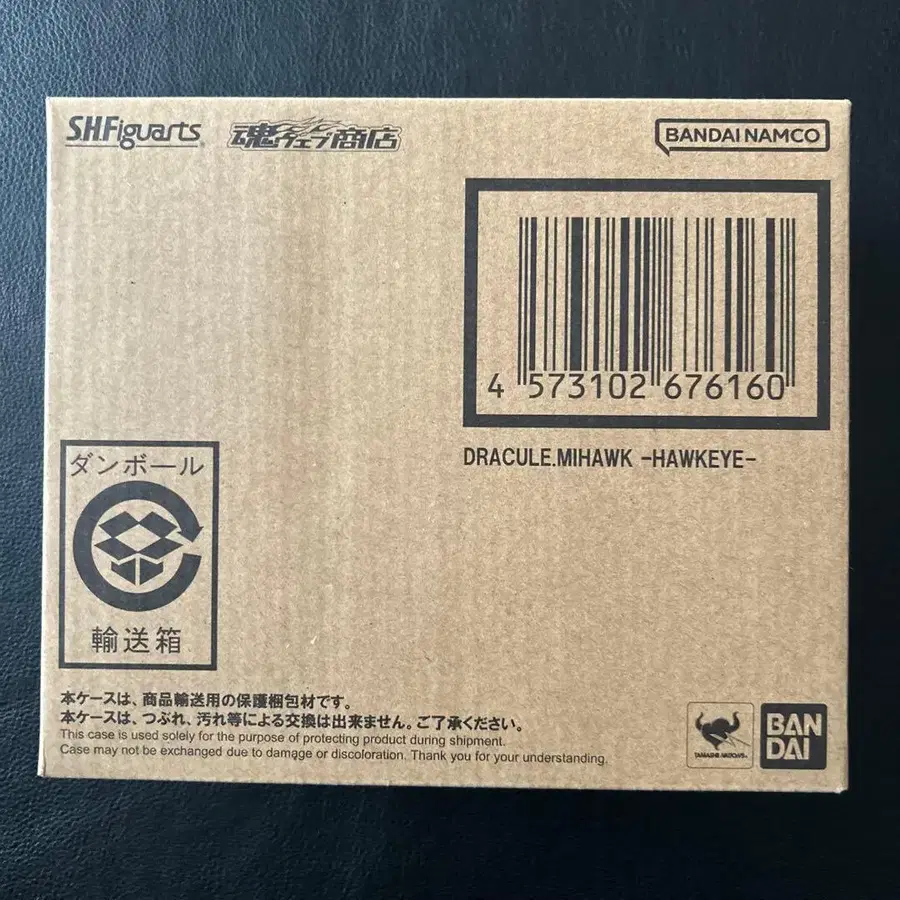 S.H.Figuarts
魂ウェブ商店
BANDAI NAMCO
4 573102 676160
DRACULE.MIHAWK -HAWKEYE-
ダンボール
輸送箱
本ケースは、商品輸送用の保護梱包材です。
本ケースは、つぶれ、汚れ等による交換は出来ません。ご了承ください。
This case is used solely for the purpose of protecting product during shipment.
Case may not be exchanged due to damage or discoloration. Thank you for your understanding.
TAMASHII NATIONS
BAN
DAI